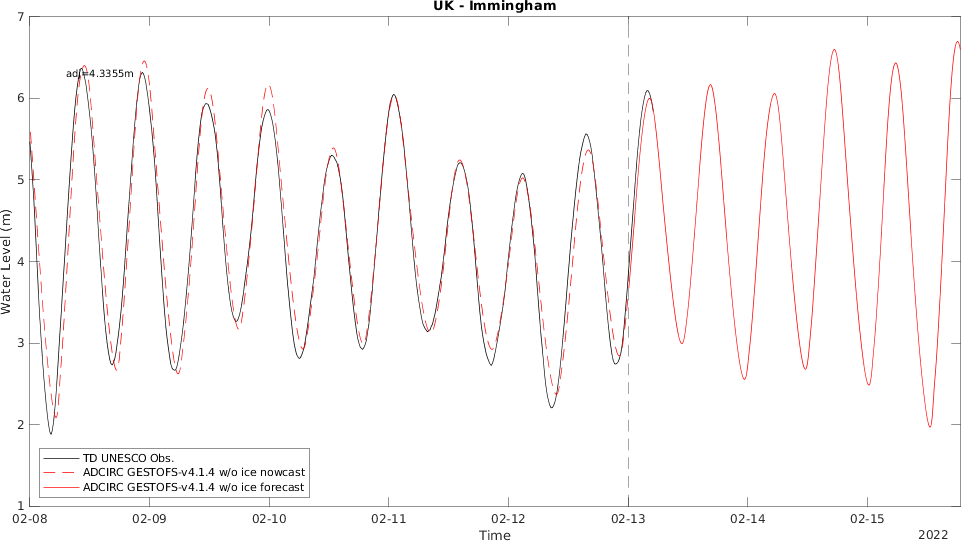 UK - Immingham
7
6
5
4
3
2
1
Water Level (m)
adj=4.3355m
TD UNESCO Obs.
ADCIRC GESTOFS-v4.1.4 w/o ice nowcast
ADCIRC GESTOFS-v4.1.4 w/o ice forecast
02-08 02-09 02-10 02-11 02-12 02-13 02-14 02-15
Time
2022